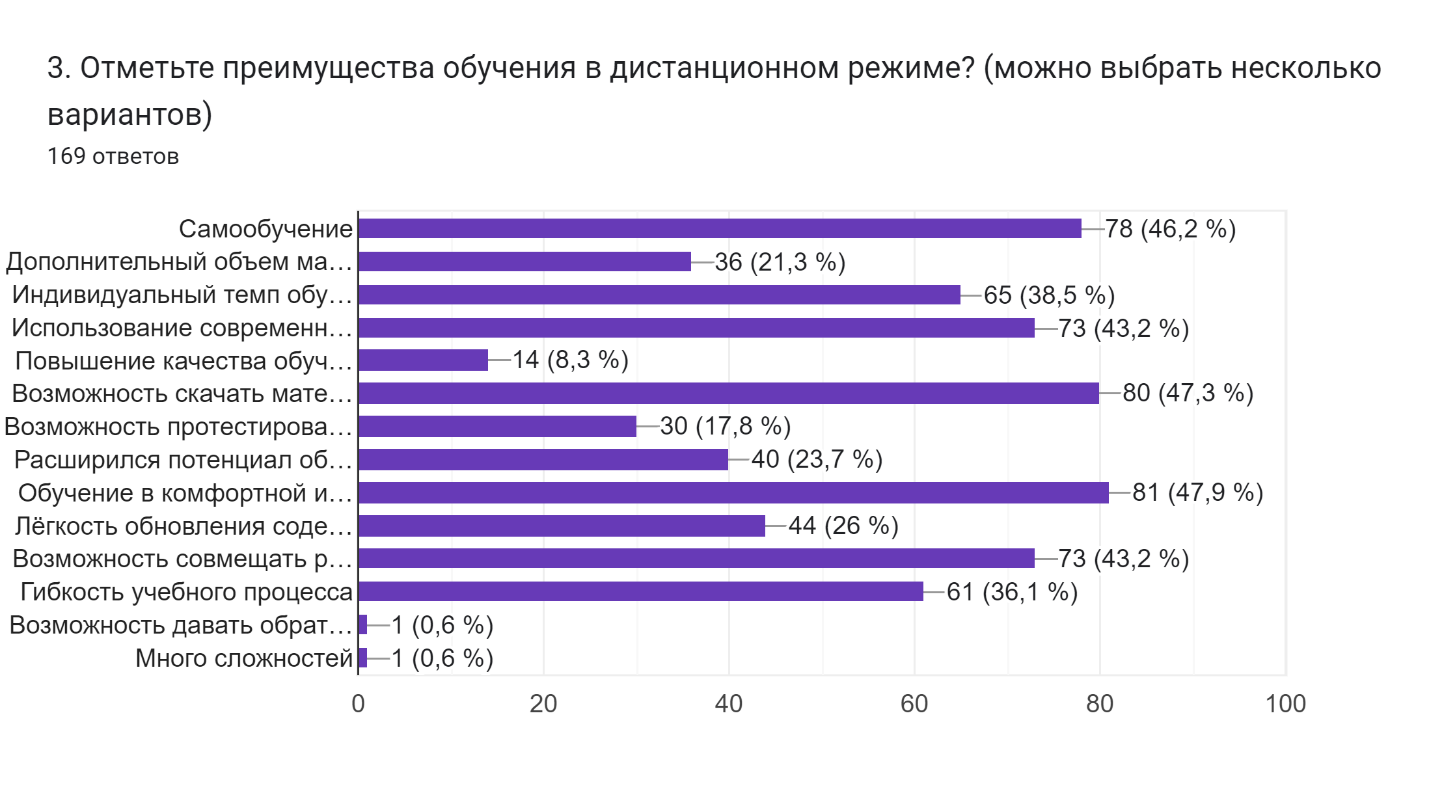 3. Отметьте преимущества обучения в дистанционном режиме? (можно выбрать несколько
вариантов)
169 ответов
Самообучение 78 (46,2 %)
Дополнительный объем ма… 36 (21,3 %)
Индивидуальный темп обу… 65 (38,5 %)
Использование современн… 73 (43,2 %)
Повышение качества обуч… 14 (8,3 %)
Возможность скачать мате… 80 (47,3 %)
Возможность протестирова… 30 (17,8 %)
Расширился потенциал об… 40 (23,7 %)
Обучение в комфортной и… 81 (47,9 %)
Лёгкость обновления соде… 44 (26 %)
Возможность совмещать р… 73 (43,2 %)
Гибкость учебного процесса 61 (36,1 %)
Возможность давать обрат… 1 (0,6 %)
Много сложностей 1 (0,6 %)
0 20 40 60 80 100